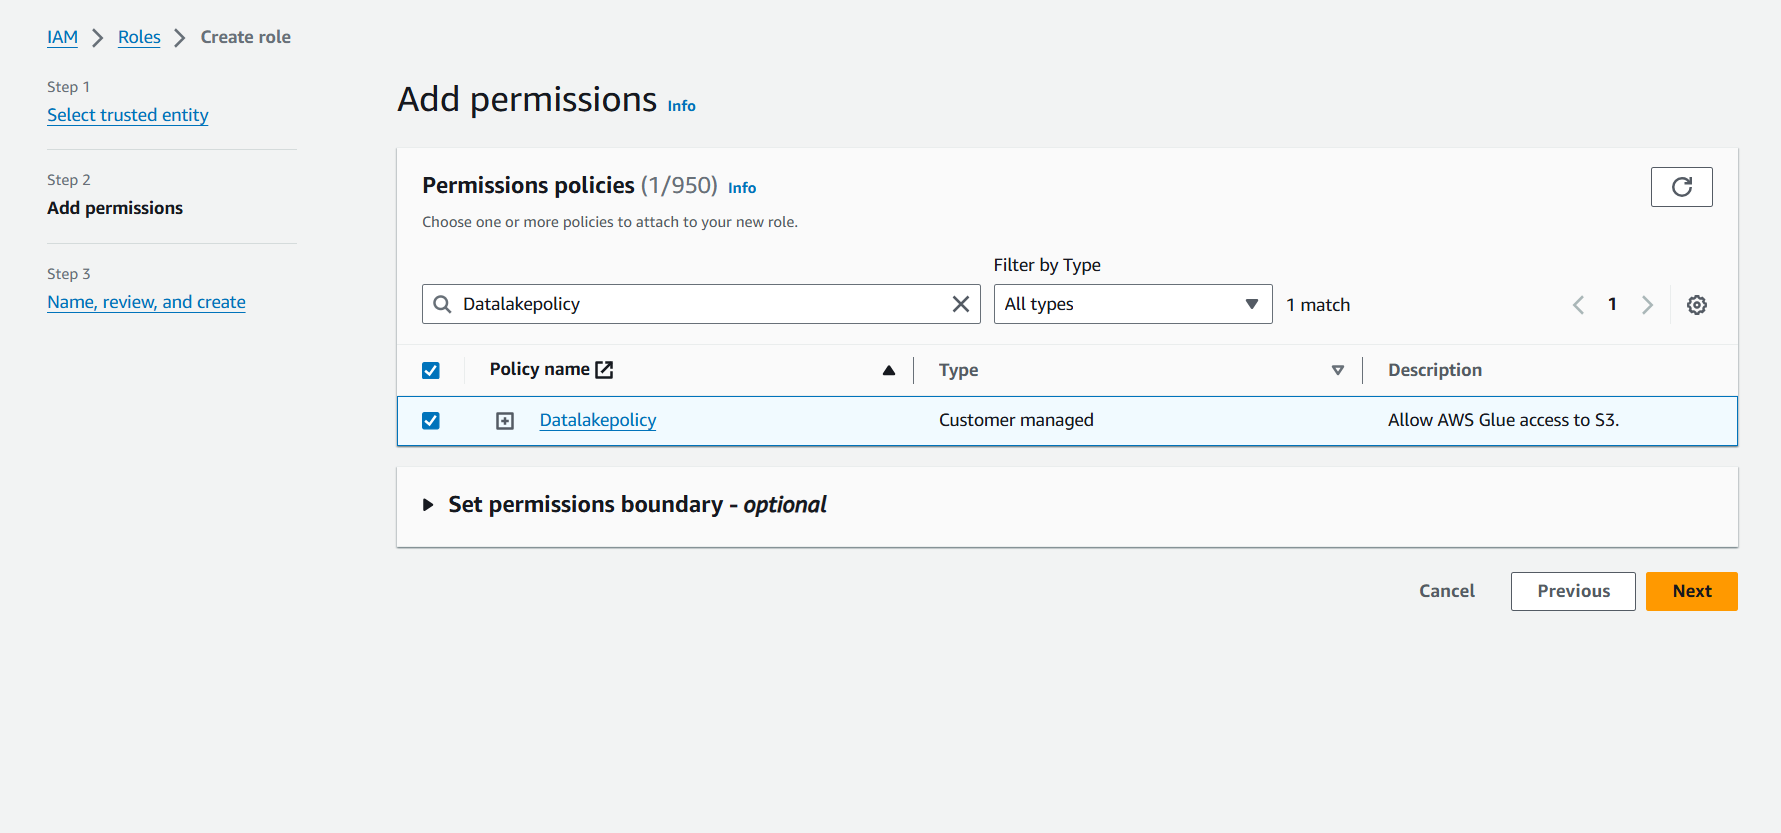 IAM > Roles > Create role
Step 1
Select trusted entity
Step 2
Add permissions
Step 3
Name, review, and create
Add permissions Info
Permissions policies (1/950) Info
Choose one or more policies to attach to your new role.
Filter by Type
Datalakepolicy All types 1 match 1
Policy name Type Description
Datalakepolicy Customer managed Allow AWS Glue access to S3.
Set permissions boundary - optional
Cancel Previous Next